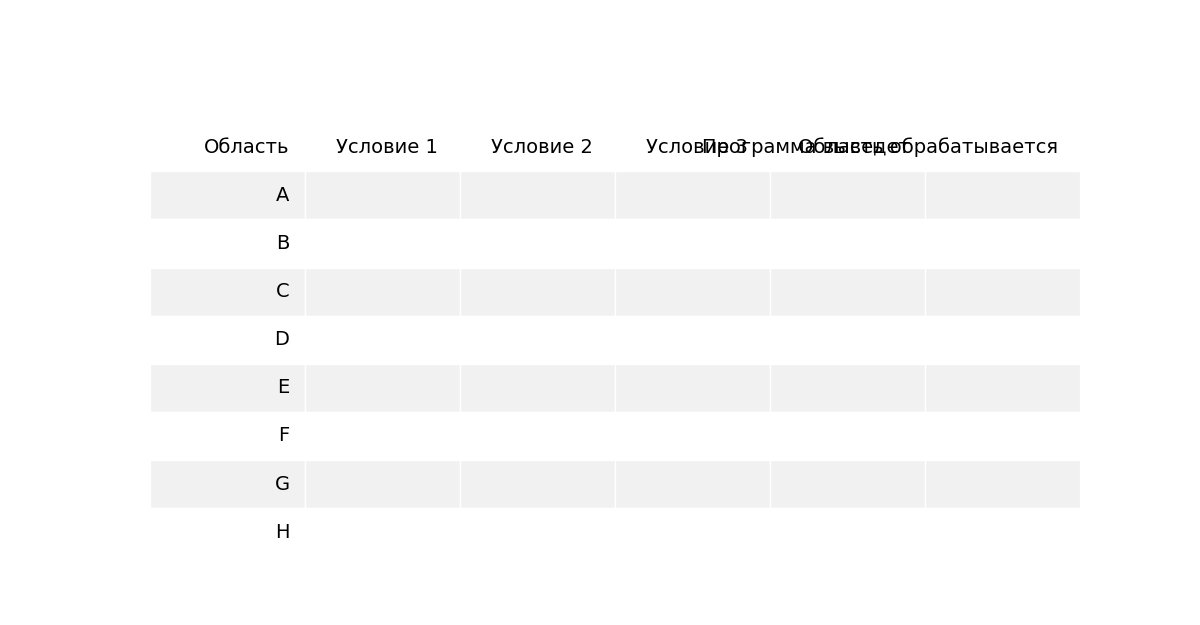 Область Условие 1 Условие 2 Условие 3 Программа выведет Область обрабатывается
A
B
C
D
E
F
G
H